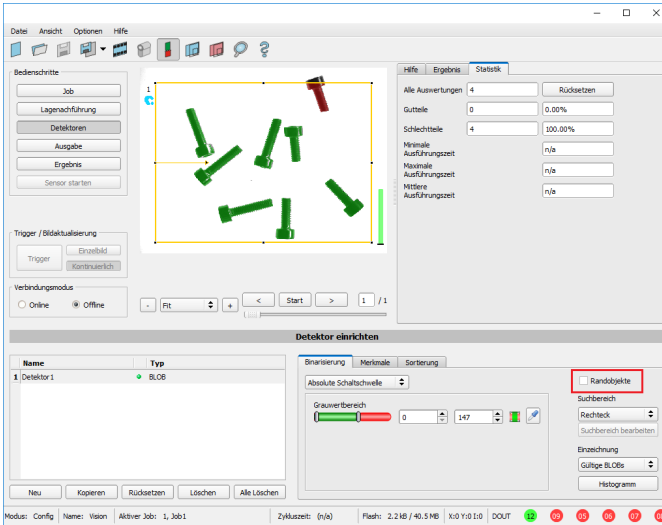 Datei Ansicht Optionen Hilfe
Bedienschritte
Job
Lagenachführung
Detektoren
Ausgabe
Ergebnis
Sensor starten
Trigger / Bildaktualisierung
Trigger
Einzelbild
Kontinuierlich
Verbindungsmodus
Online Offline
1
- Fit + < Start > 1 / 1
Hilfe Ergebnis Statistik
Alle Auswertungen 4 Rücksetzen
Gutteile 0 0.00%
Schlechtteile 4 100.00%
Minimale
Ausführungszeit n/a
Maximale
Ausführungszeit n/a
Mittlere
Ausführungszeit n/a
Detektor einrichten
Name Typ
1 Detektor1 BLOB
Neu Kopieren Rücksetzen Löschen Alle Löschen
Binarisierung Merkmale Sortierung
Absolute Schaltschwelle
Grauwertbereich
0 147
Randobjekte
Suchbereich
Rechteck
Suchbereich bearbeiten
Einzeichnung
Gültige BLOBs
Histogramm
Modus: Config Name: Vision Aktiver Job: 1, Job1 Zykluszeit: (n/a) Flash: 2.2 kB / 40.5 MB X:0 Y:0 I:0 DOUT 12 09 05 06 07 08